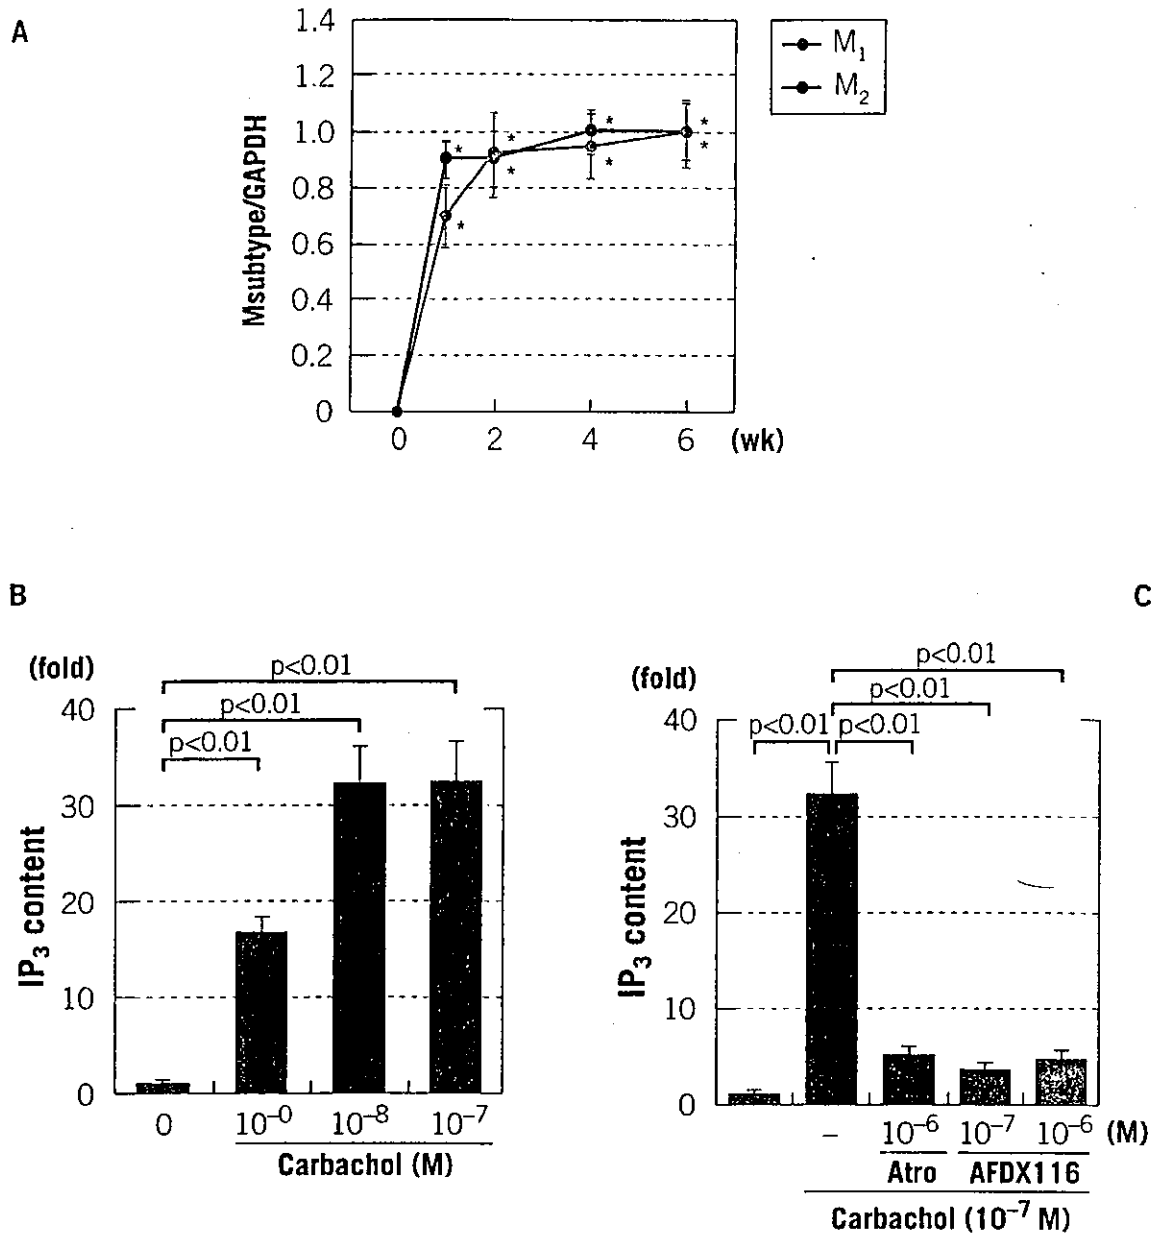 A
Msubtype/GAPDH
1.4
1.2
1.0
0.8
0.6
0.4
0.2
0
0 2 4 6 (wk)
M₁
M₂
* * * * * * * *
B
(fold)
p<0.01
p<0.01
p<0.01
IP₃ content
40
30
20
10
0
0 10⁻⁰ 10⁻⁸ 10⁻⁷
Carbachol (M)
C
(fold)
p<0.01
p<0.01
p<0.01 p<0.01
IP₃ content
40
30
20
10
0
– 10⁻⁶ 10⁻⁷ 10⁻⁶ (M)
Atro AFDX116
Carbachol (10⁻⁷ M)